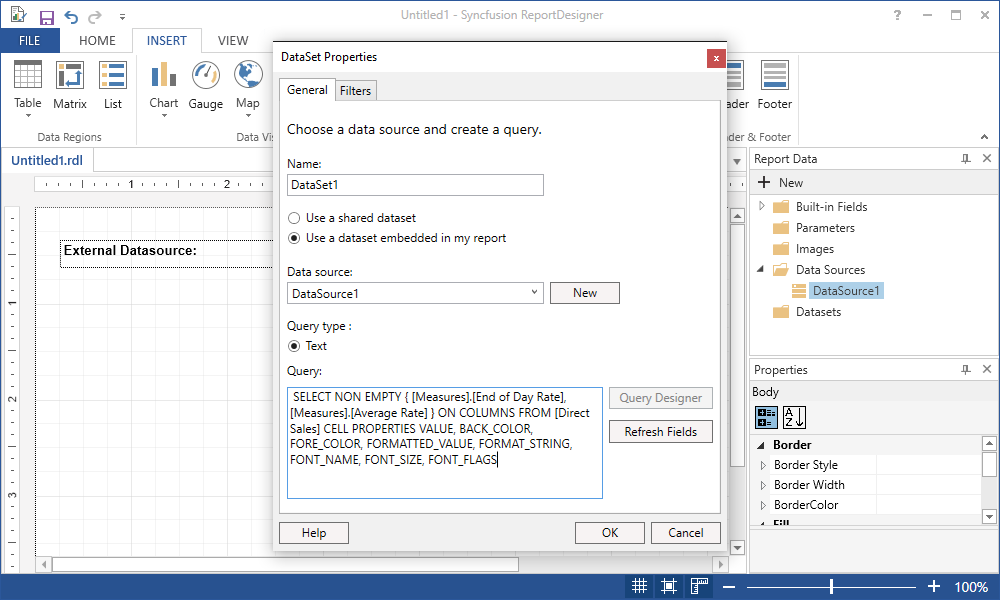 Untitled1 - Syncfusion ReportDesigner
?
FILE
HOME
INSERT
VIEW
Table
Matrix
List
Data Regions
Chart
Gauge
Map
Data Vis
Footer
der & Footer
Untitled1.rdl
1
2
1
2
3
External Datasource:
DataSet Properties
x
General
Filters
Choose a data source and create a query.
Name:
DataSet1
Use a shared dataset
Use a dataset embedded in my report
Data source:
DataSource1
New
Query type :
Text
Query:
SELECT NON EMPTY { [Measures].[End of Day Rate],
[Measures].[Average Rate] } ON COLUMNS FROM [Direct
Sales] CELL PROPERTIES VALUE, BACK_COLOR,
FORE_COLOR, FORMATTED_VALUE, FORMAT_STRING,
FONT_NAME, FONT_SIZE, FONT_FLAGS
Query Designer
Refresh Fields
Help
OK
Cancel
Report Data
New
Built-in Fields
Parameters
Images
Data Sources
DataSource1
Datasets
Properties
Body
A
Z
Border
Border Style
Border Width
BorderColor
Fill
100%